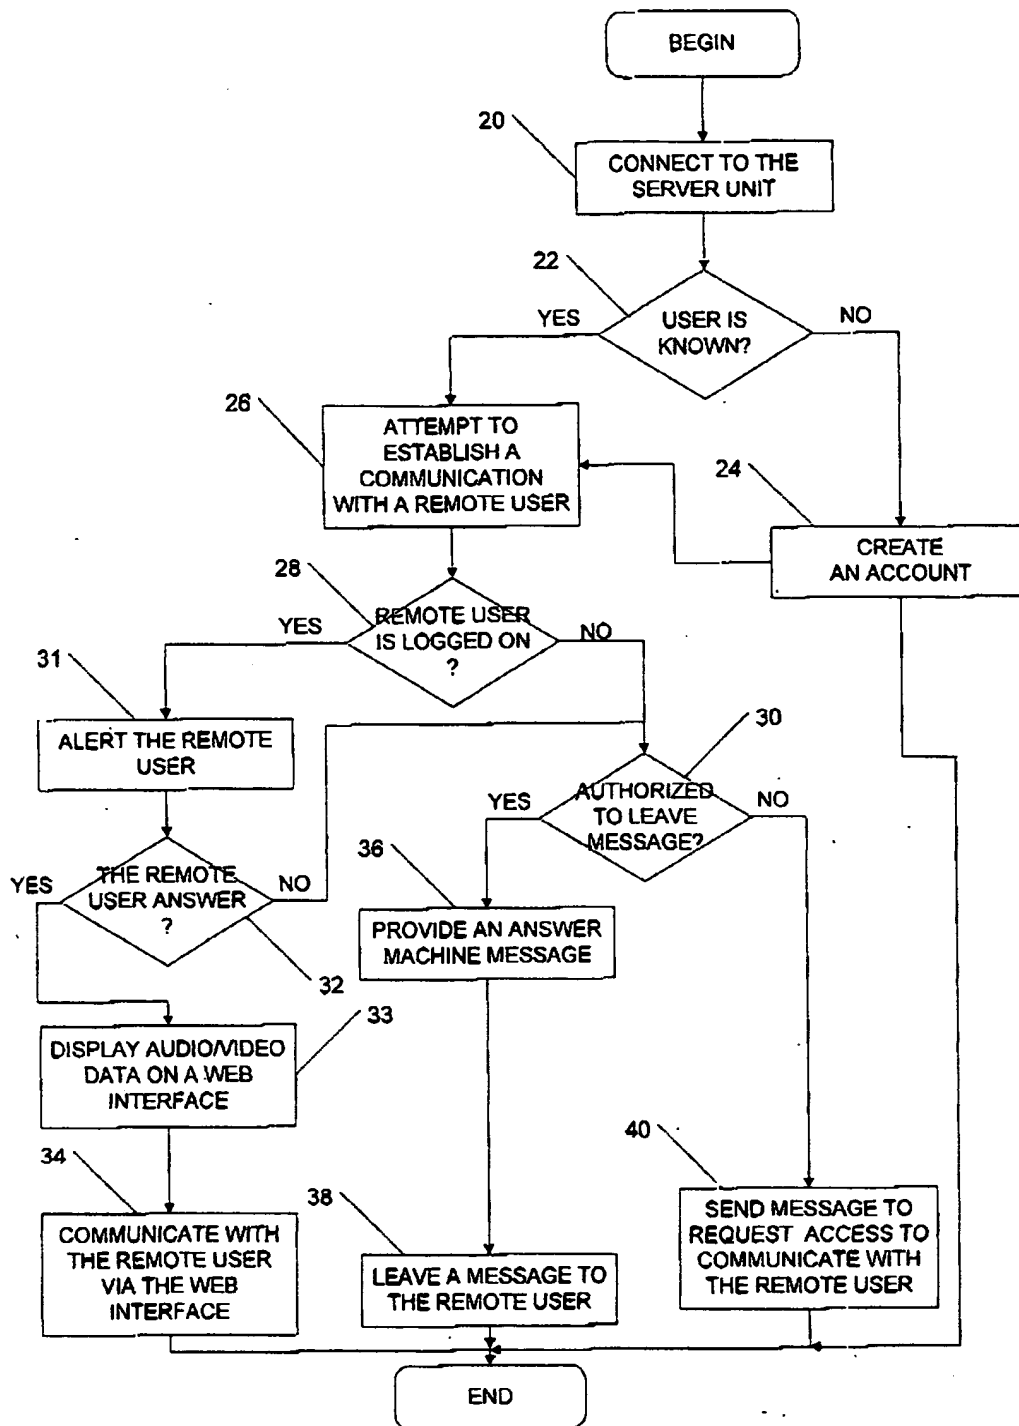 BEGIN
20
CONNECT TO THE
SERVER UNIT
22
YES
USER IS
KNOWN?
NO
26
ATTEMPT TO
ESTABLISH A
COMMUNICATION
WITH A REMOTE USER
24
CREATE
AN ACCOUNT
28
YES
REMOTE USER
IS LOGGED ON
?
NO
31
ALERT THE REMOTE
USER
30
YES
AUTHORIZED
TO LEAVE
MESSAGE?
NO
YES
THE REMOTE
USER ANSWER
?
NO
32
36
PROVIDE AN ANSWER
MACHINE MESSAGE
33
DISPLAY AUDIO/VIDEO
DATA ON A WEB
INTERFACE
34
COMMUNICATE WITH
THE REMOTE USER
VIA THE WEB
INTERFACE
38
LEAVE A MESSAGE TO
THE REMOTE USER
40
SEND MESSAGE TO
REQUEST ACCESS TO
COMMUNICATE WITH
THE REMOTE USER
END